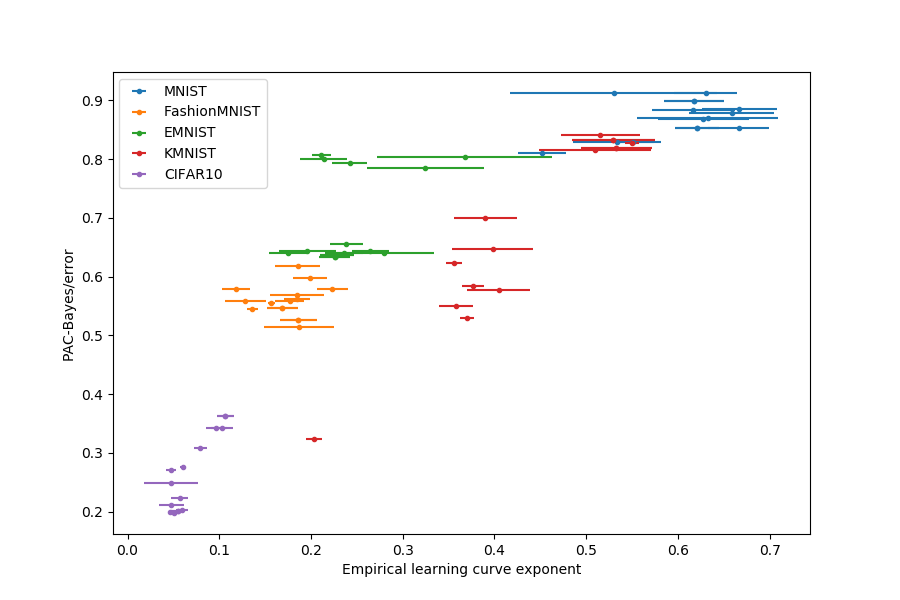 MNIST
FashionMNIST
EMNIST
KMNIST
CIFAR10
PAC-Bayes/error
0.9
0.8
0.7
0.6
0.5
0.4
0.3
0.2
0.0 0.1 0.2 0.3 0.4 0.5 0.6 0.7
Empirical learning curve exponent